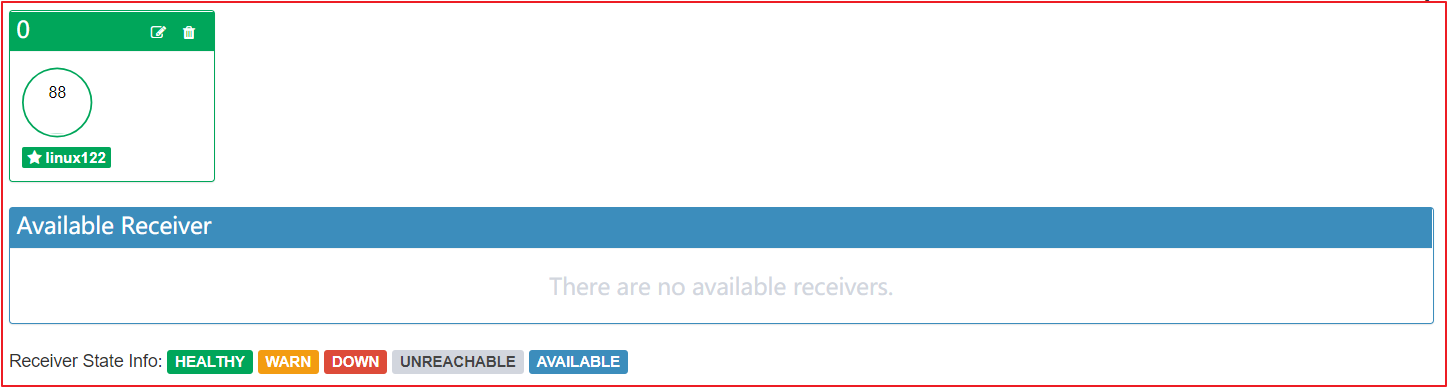 0
88
linux122
Available Receiver
There are no available receivers.
Receiver State Info: HEALTHY WARN DOWN UNREACHABLE AVAILABLE